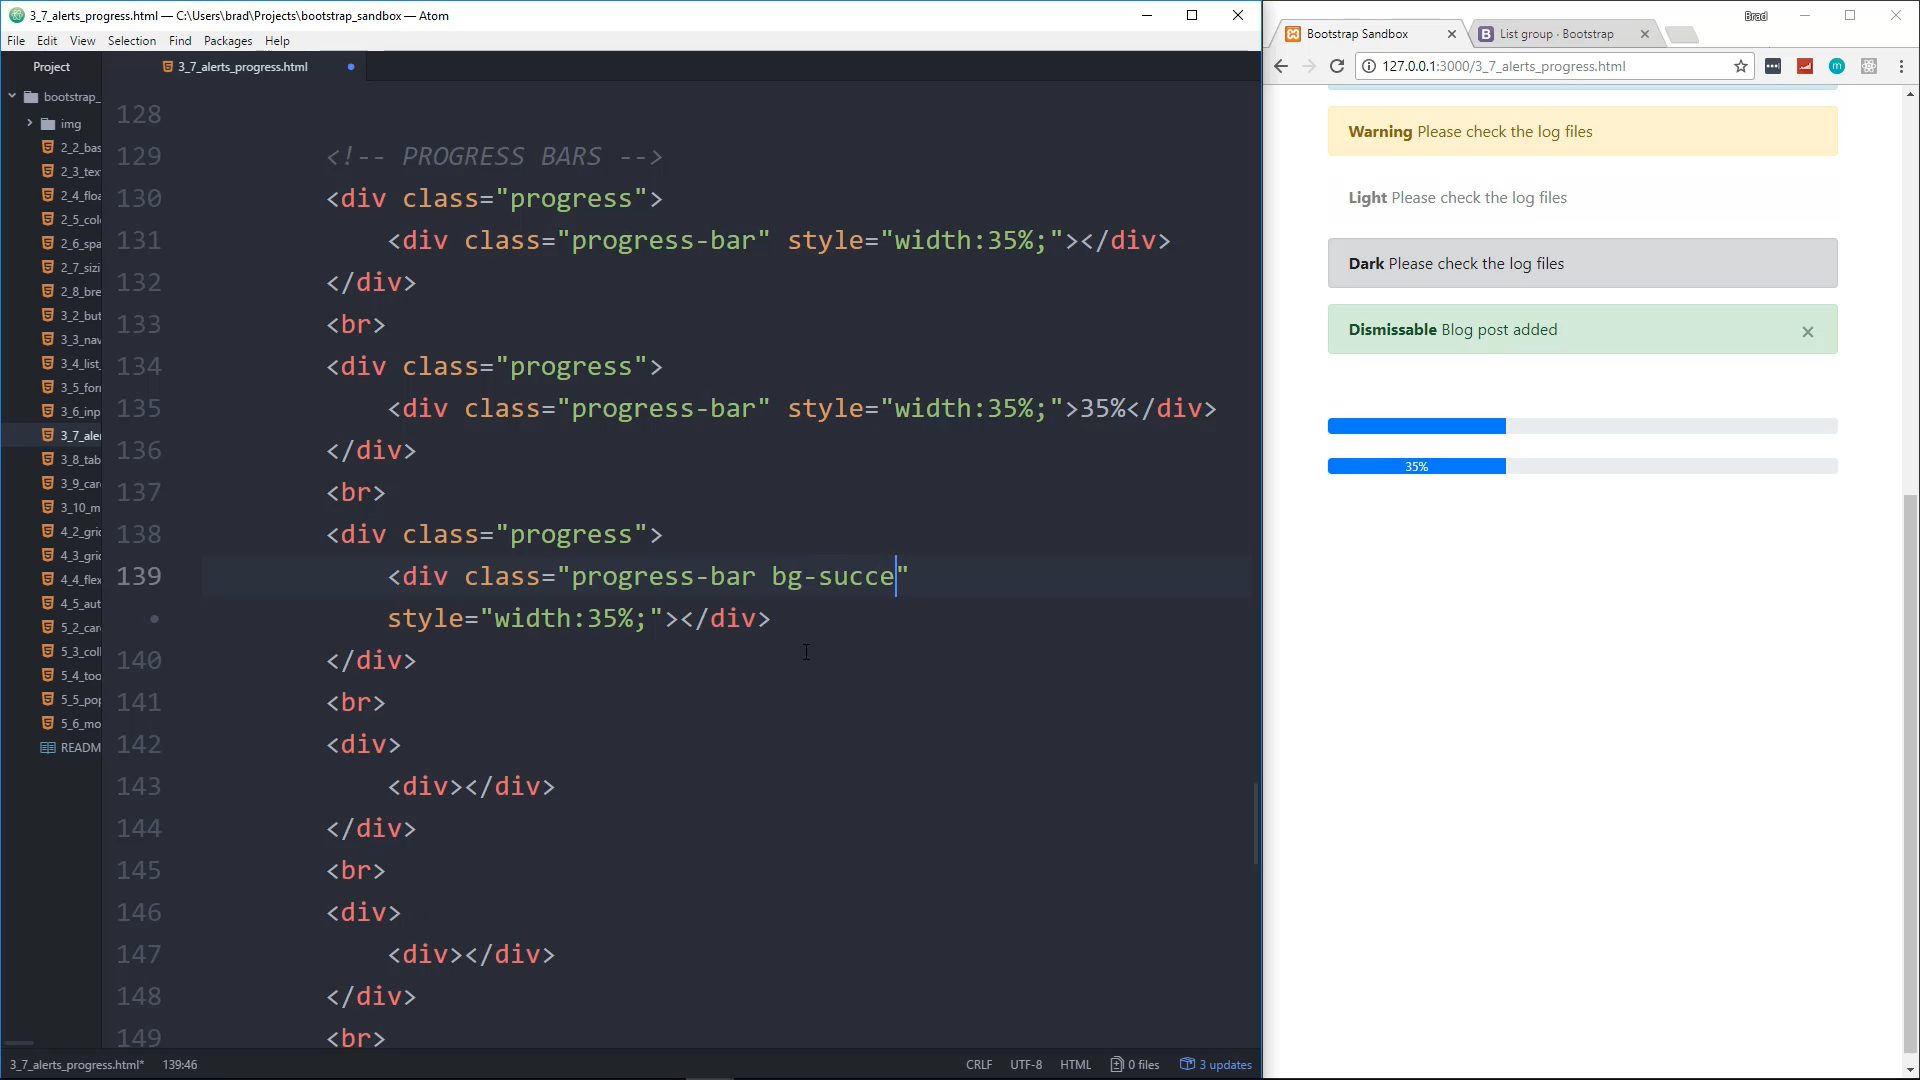 3_7_alerts_progress.html — C:\Users\brad\Projects\bootstrap_sandbox — Atom
File Edit View Selection Find Packages Help
Project
bootstrap_
img
2_2_bas
2_3_tex
2_4_floa
2_5_col
2_6_spa
2_7_sizi
2_8_bre
3_2_but
3_3_nav
3_4_list_
3_5_for
3_6_inp
3_7_aler
3_8_tab
3_9_car
3_10_m
4_2_grid
4_3_grid
4_4_flex
4_5_aut
5_2_car
5_3_coll
5_4_too
5_5_pop
5_6_mo
READM
3_7_alerts_progress.html
128
129 <!-- PROGRESS BARS -->
130 <div class="progress">
131 <div class="progress-bar" style="width:35%;"></div>
132 </div>
133 <br>
134 <div class="progress">
135 <div class="progress-bar" style="width:35%;">35%</div>
136 </div>
137 <br>
138 <div class="progress">
139 <div class="progress-bar bg-succe"
style="width:35%;"></div>
140 </div>
141 <br>
142 <div>
143 <div></div>
144 </div>
145 <br>
146 <div>
147 <div></div>
148 </div>
149 <br>
3_7_alerts_progress.html* 139:46
CRLF UTF-8 HTML 0 files 3 updates
Brad
Bootstrap Sandbox
List group · Bootstrap
127.0.0.1:3000/3_7_alerts_progress.html
Warning Please check the log files
Light Please check the log files
Dark Please check the log files
Dismissable Blog post added ×
35%